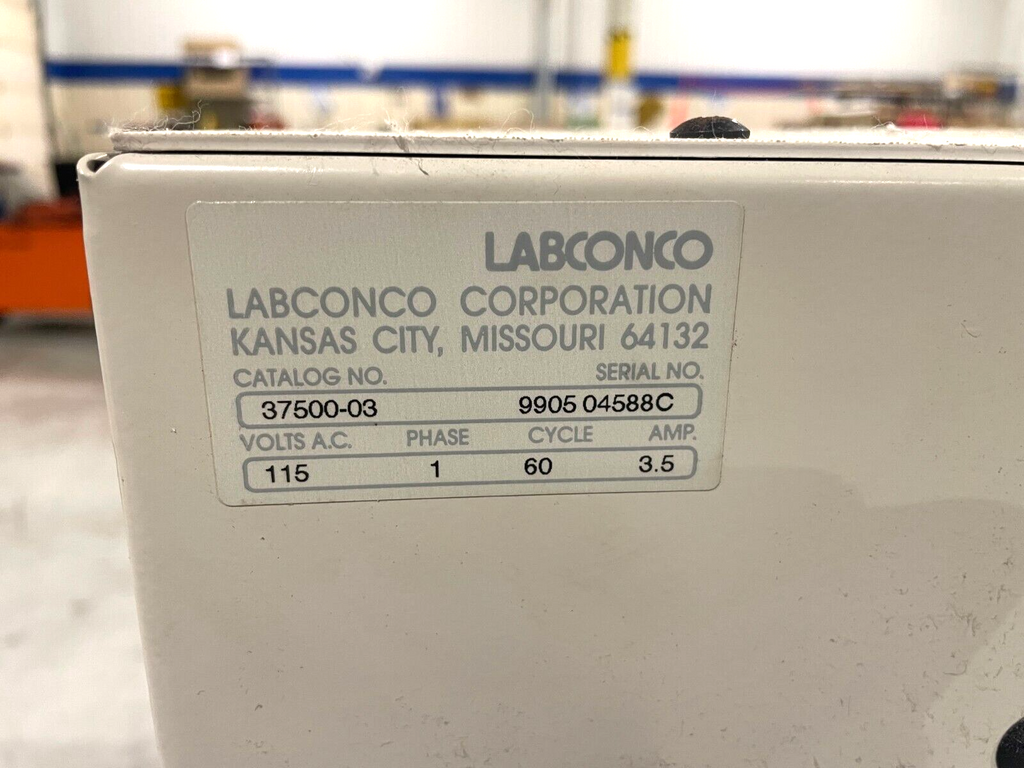 LABCONCO
LABCONCO CORPORATION
KANSAS CITY, MISSOURI 64132
CATALOG NO. SERIAL NO.
37500-03 9905 04588C
VOLTS A.C. PHASE CYCLE AMP.
115 1 60 3.5